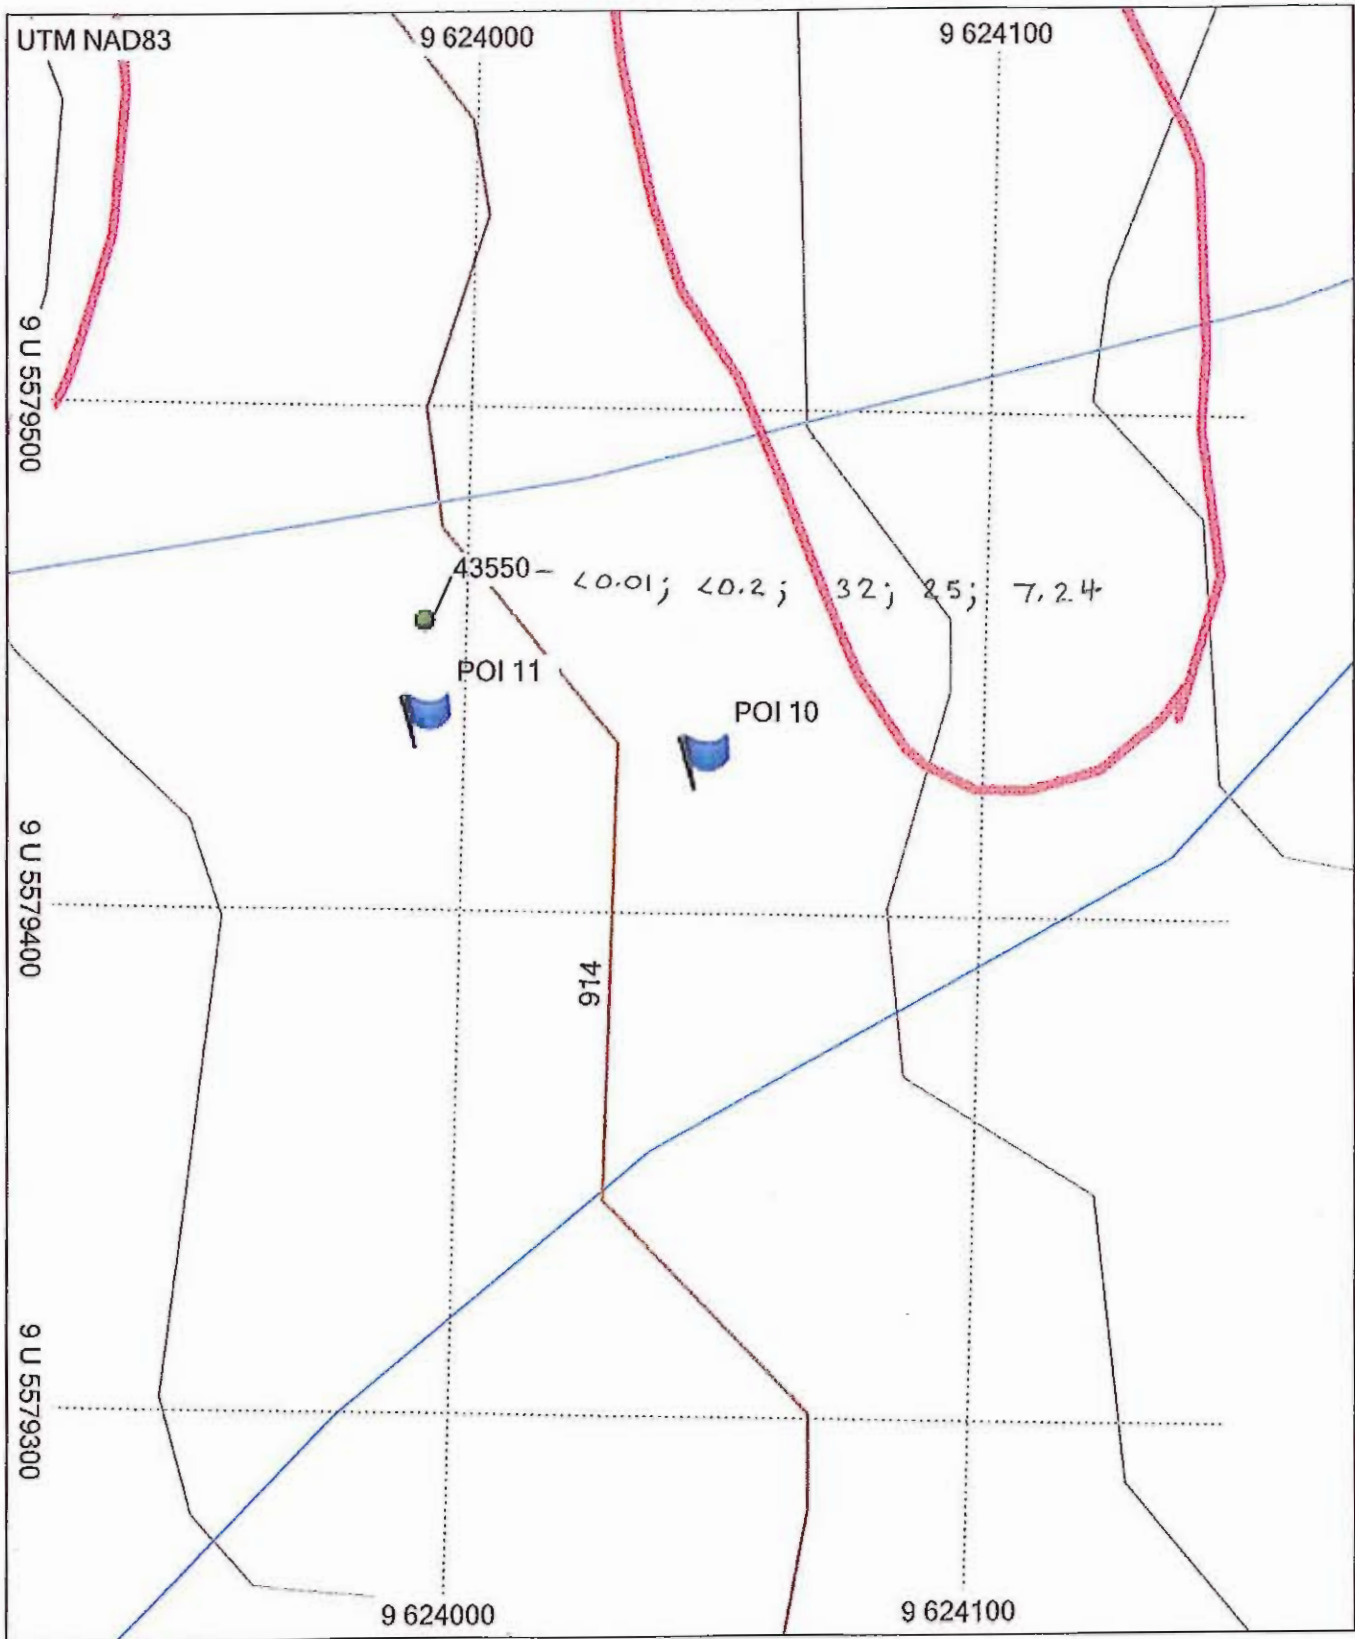 UTM NAD83
9 624000
9 624100
9 U 5579500
43550 - <0.01; <0.2; 32; 25; 7.24
POI 11
POI 10
9 U 5579400
914
9 U 5579300
9 624000
9 624100